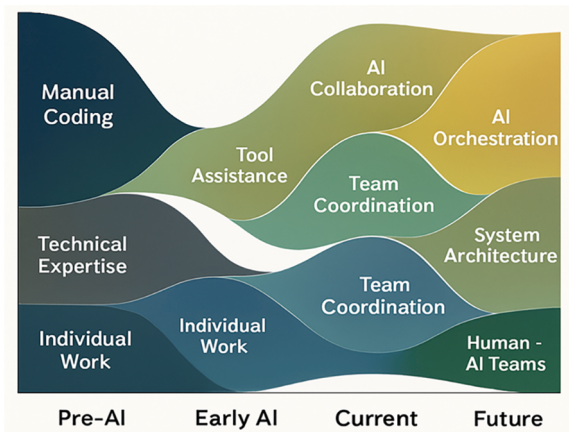 Manual
Coding
Technical
Expertise
Individual
Work
Tool
Assistance
Individual
Work
AI
Collaboration
Team
Coordination
Team
Coordination
AI
Orchestration
System
Architecture
Human -
AI Teams
Pre-AI Early AI Current Future